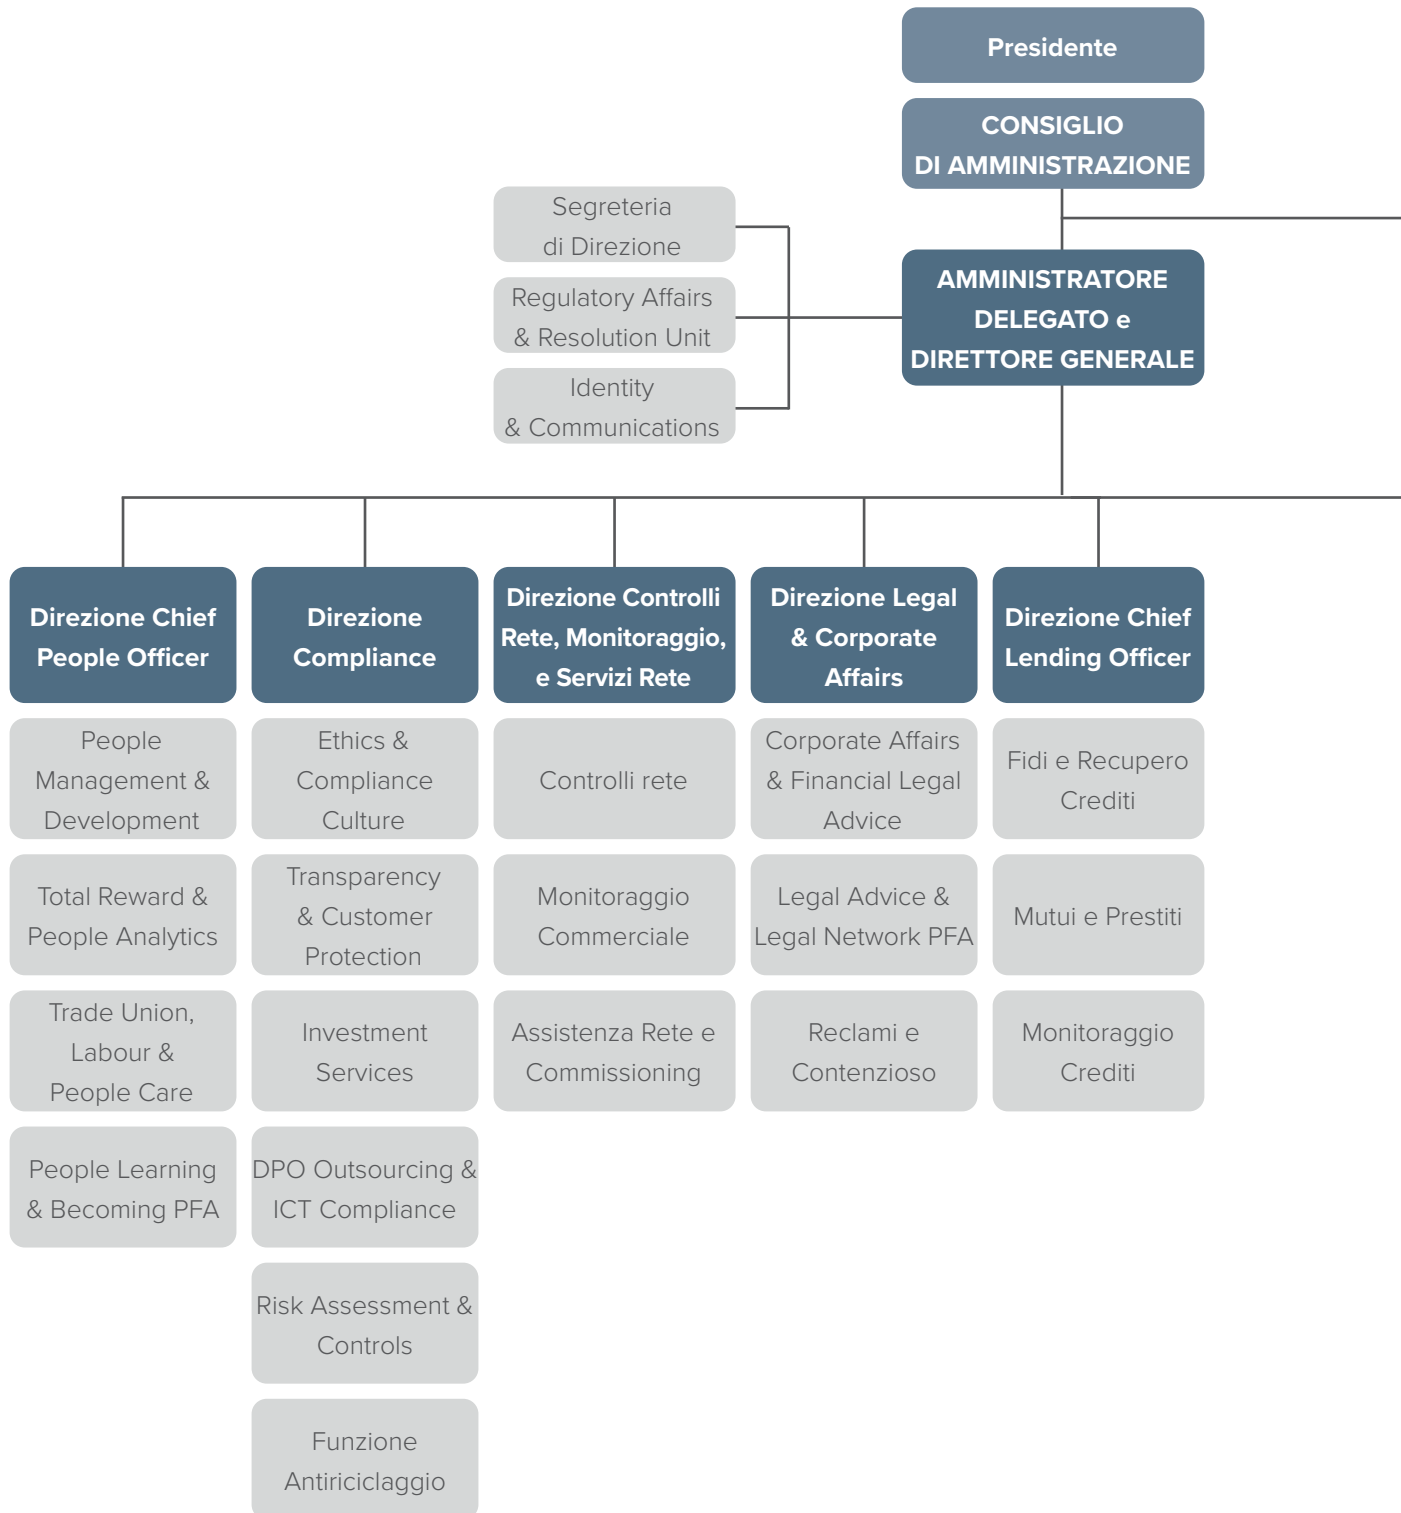 Presidente
CONSIGLIO
DI AMMINISTRAZIONE
Segreteria
di Direzione
Regulatory Affairs
& Resolution Unit
Identity
& Communications
AMMINISTRATORE
DELEGATO e
DIRETTORE GENERALE
Direzione Chief
People Officer
People
Management &
Development
Total Reward &
People Analytics
Trade Union,
Labour &
People Care
People Learning
& Becoming PFA
Direzione
Compliance
Ethics &
Compliance
Culture
Transparency
& Customer
Protection
Investment
Services
DPO Outsourcing &
ICT Compliance
Risk Assessment &
Controls
Funzione
Antiriciclaggio
Direzione Controlli
Rete, Monitoraggio,
e Servizi Rete
Controlli rete
Monitoraggio
Commerciale
Assistenza Rete e
Commissioning
Direzione Legal
& Corporate
Affairs
Corporate Affairs
& Financial Legal
Advice
Legal Advice &
Legal Network PFA
Reclami e
Contenzioso
Direzione Chief
Lending Officer
Fidi e Recupero
Crediti
Mutui e Prestiti
Monitoraggio
Crediti